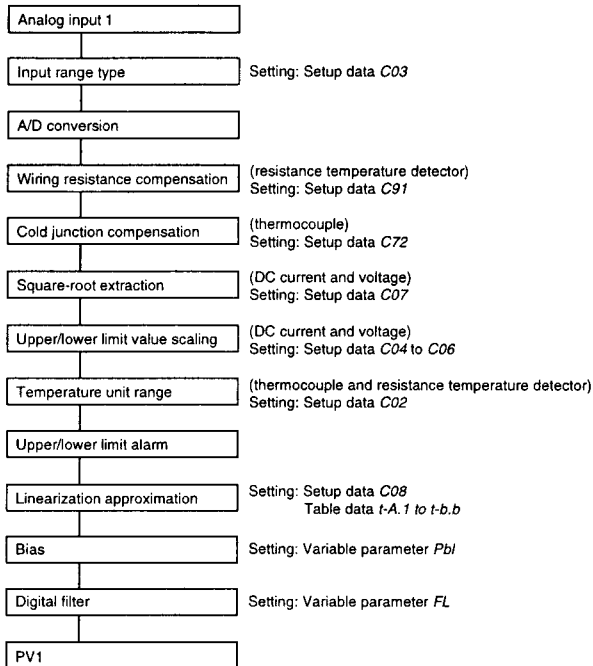 Analog input 1
Input range type
Setting: Setup data C03
A/D conversion
Wiring resistance compensation
(resistance temperature detector)
Setting: Setup data C91
Cold junction compensation
(thermocouple)
Setting: Setup data C72
Square-root extraction
(DC current and voltage)
Setting: Setup data C07
Upper/lower limit value scaling
(DC current and voltage)
Setting: Setup data C04 to C06
Temperature unit range
(thermocouple and resistance temperature detector)
Setting: Setup data C02
Upper/lower limit alarm
Linearization approximation
Setting: Setup data C08
Table data t-A.1 to t-b.b
Bias
Setting: Variable parameter PbI
Digital filter
Setting: Variable parameter FL
PV1